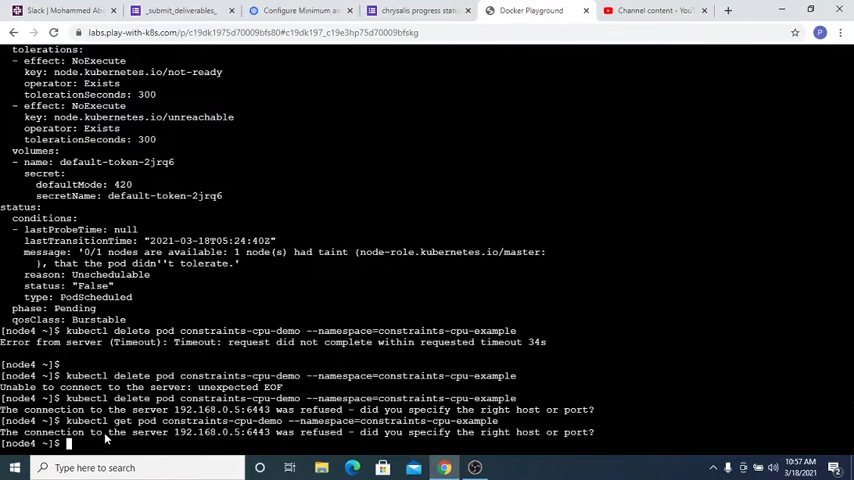 Slack | Mohammed Abd
_submit_deliverables_
Configure Minimum an
chrysalis progress statu
Docker Playground
Channel content - YouT
labs.play-with-k8s.com/p/c19dk1975d70009bfs80#c19dk197_c19e3hp75d70009bfskg
P
tolerations:
- effect: NoExecute
key: node.kubernetes.io/not-ready
operator: Exists
tolerationSeconds: 300
- effect: NoExecute
key: node.kubernetes.io/unreachable
operator: Exists
tolerationSeconds: 300
volumes:
- name: default-token-2jrq6
secret:
defaultMode: 420
secretName: default-token-2jrq6
status:
conditions:
- lastProbeTime: null
lastTransitionTime: "2021-03-18T05:24:40Z"
message: '0/1 nodes are available: 1 node(s) had taint {node-role.kubernetes.io/master:
}, that the pod didn''t tolerate.'
reason: Unschedulable
status: "False"
type: PodScheduled
phase: Pending
qosClass: Burstable
[node4 ~]$ kubectl delete pod constraints-cpu-demo --namespace=constraints-cpu-example
Error from server (Timeout): Timeout: request did not complete within requested timeout 34s
[node4 ~]$
[node4 ~]$ kubectl delete pod constraints-cpu-demo --namespace=constraints-cpu-example
Unable to connect to the server: unexpected EOF
[node4 ~]$ kubectl delete pod constraints-cpu-demo --namespace=constraints-cpu-example
The connection to the server 192.168.0.5:6443 was refused - did you specify the right host or port?
[node4 ~]$ kubectl get pod constraints-cpu-demo --namespace=constraints-cpu-example
The connection to the server 192.168.0.5:6443 was refused - did you specify the right host or port?
[node4 ~]$
Type here to search
10:57 AM
3/18/2021
2